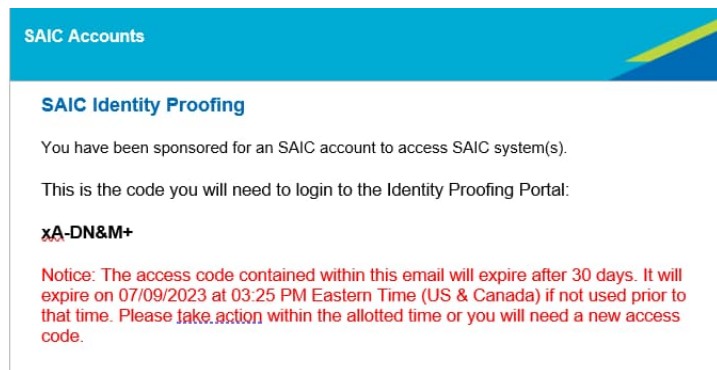 SAIC Accounts
SAIC Identity Proofing
You have been sponsored for an SAIC account to access SAIC system(s).
This is the code you will need to login to the Identity Proofing Portal:
xA-DN&M+
Notice: The access code contained within this email will expire after 30 days. It will
expire on 07/09/2023 at 03:25 PM Eastern Time (US & Canada) if not used prior to
that time. Please take action within the allotted time or you will need a new access
code.